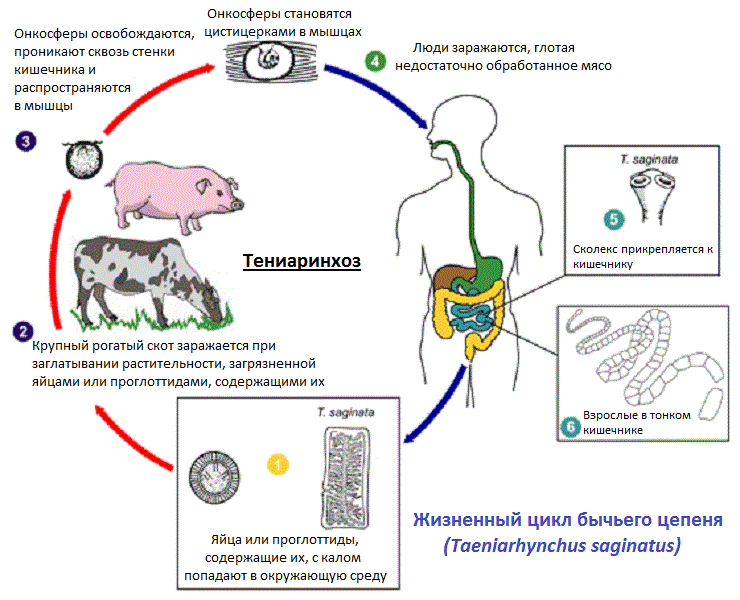 Онкосферы освобождаются,
проникают сквозь стенки
кишечника и
распространяются
в мышцы
Онкосферы становятся
цистицерками в мышцах
4
Люди заражаются, глотая
недостаточно обработанное мясо
3
T. saginata
5
Сколекс прикрепляется к
кишечнику
Тениаринхоз
2
Крупный рогатый скот заражается при
заглатывании растительности, загрязненной
яйцами или проглоттидами, содержащими их
6
Взрослые в тонком
кишечнике
T. saginata
1
Яйца или проглоттиды,
содержащие их, с калом
попадают в окружающую среду
Жизненный цикл бычьего цепеня
(Taeniarhynchus saginatus)